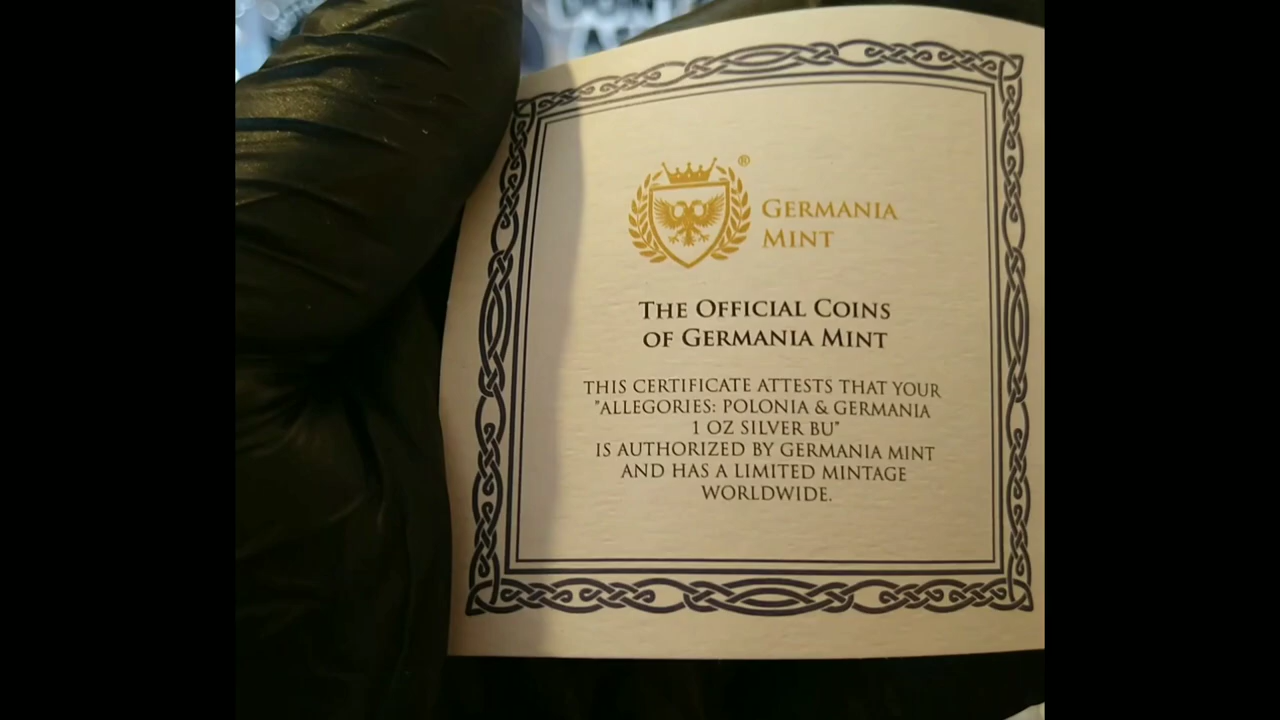 ®
GERMANIA
MINT
THE OFFICIAL COINS
OF GERMANIA MINT
THIS CERTIFICATE ATTESTS THAT YOUR
"ALLEGORIES: POLONIA & GERMANIA
1 OZ SILVER BU"
IS AUTHORIZED BY GERMANIA MINT
AND HAS A LIMITED MINTAGE
WORLDWIDE.